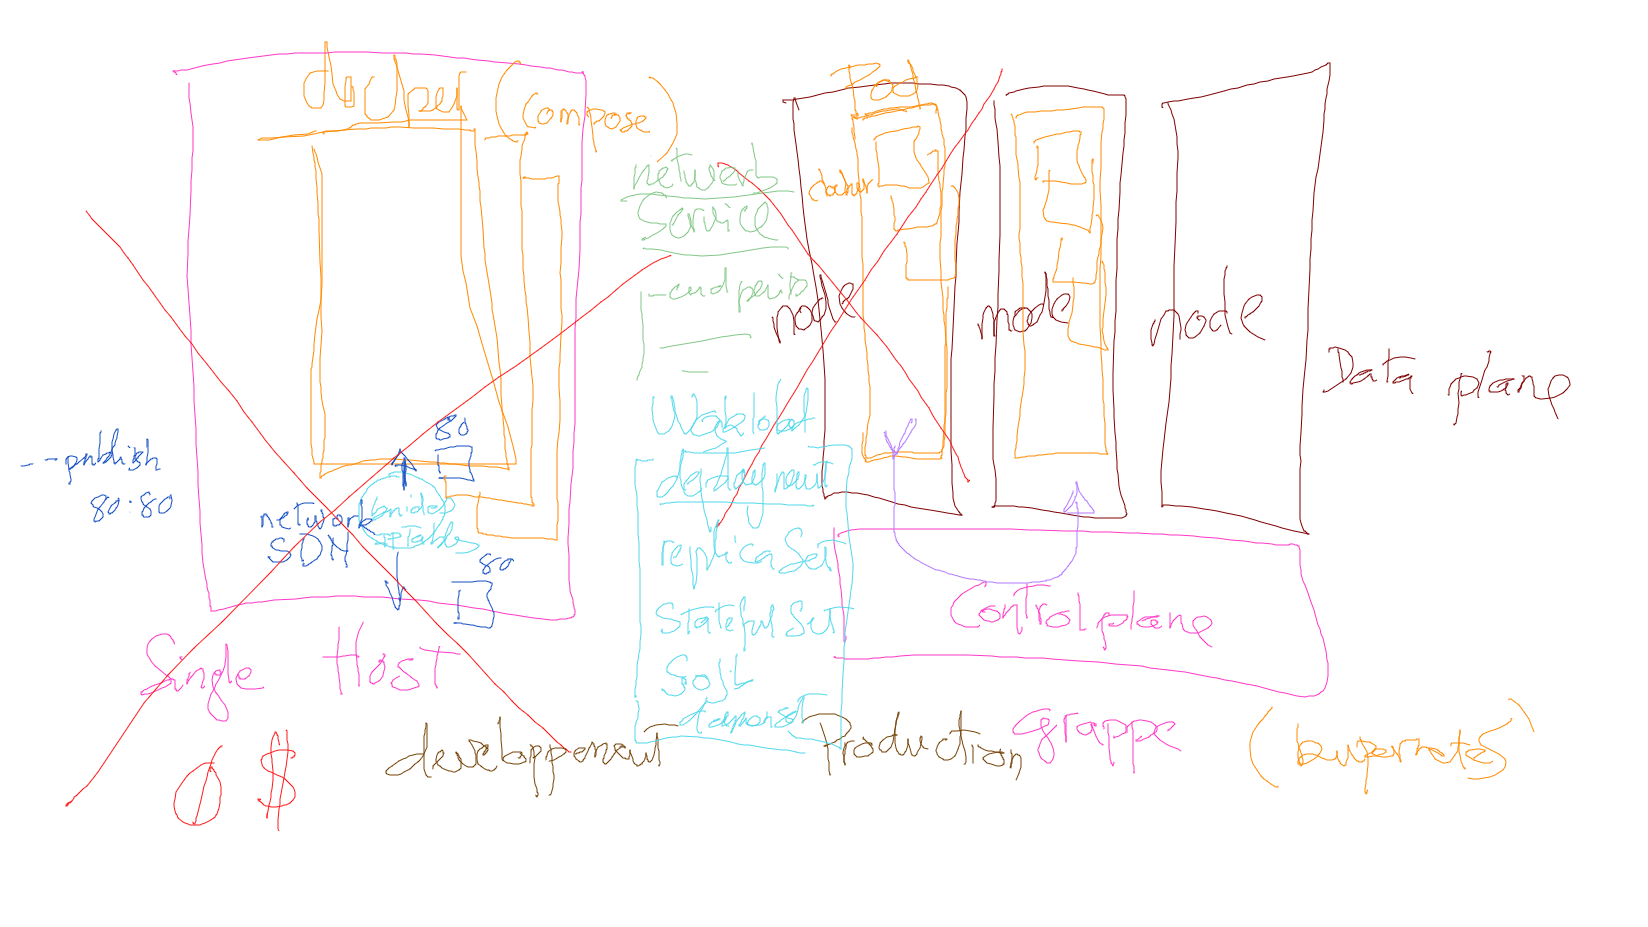 docker (compose)
80
--publish
80:80
network
SDN
bridge
iptables
80
Single Host
0 $
developpement
network
Service
- endpoints
Workload
deployment
replicaSet
StatefulSet
daemonset
Pod
docker
node
node
node
Data plane
Control plane
Production
grappe
(kubernetes)